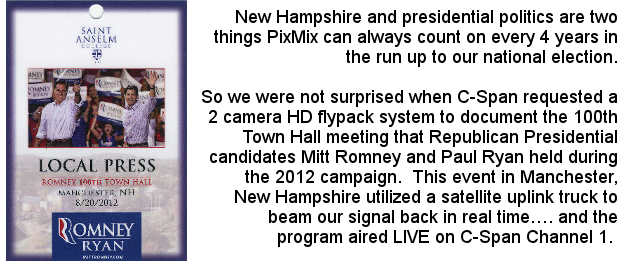 SAINT
ANSELM
COLLEGE
LOCAL PRESS
ROMNEY 100TH TOWN HALL
MANCHESTER, NH
8/20/2012
ROMNEY
RYAN
MITTROMNEY.COM
New Hampshire and presidential politics are two
things PixMix can always count on every 4 years in
the run up to our national election.
So we were not surprised when C-Span requested a
2 camera HD flypack system to document the 100th
Town Hall meeting that Republican Presidential
candidates Mitt Romney and Paul Ryan held during
the 2012 campaign. This event in Manchester,
New Hampshire utilized a satellite uplink truck to
beam our signal back in real time…. and the
program aired LIVE on C-Span Channel 1.